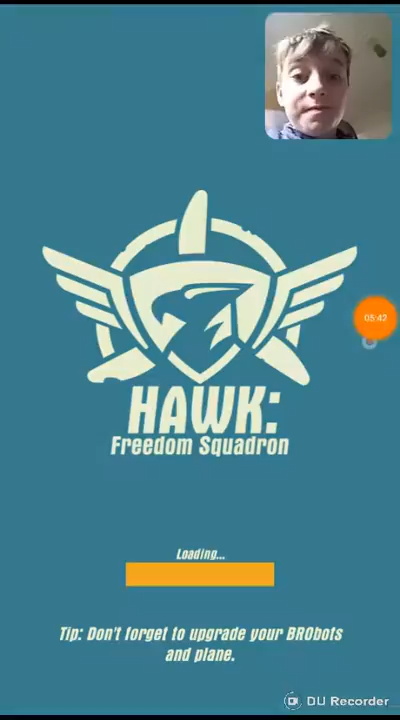 05:42
HAWK:
Freedom Squadron
Loading...
Tip: Don't forget to upgrade your BRObots
and plane.
DU Recorder